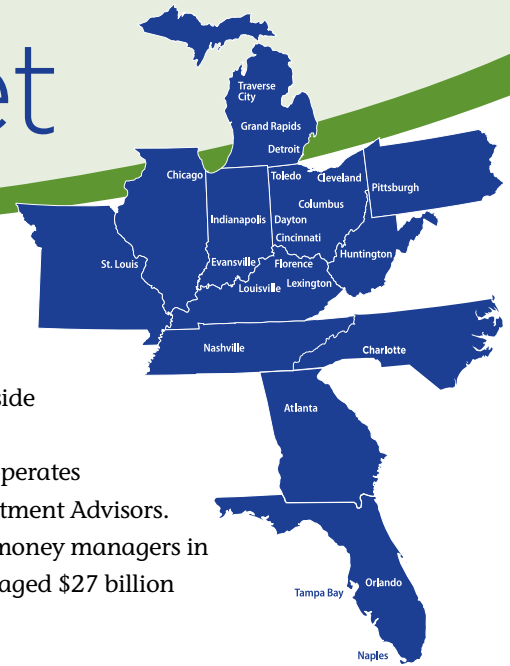 et
Traverse
City
Grand Rapids
Detroit
Chicago
Toledo
Cleveland
Pittsburgh
Columbus
Indianapolis
Dayton
Cincinnati
St. Louis
Evansville
Florence
Huntington
Louisville
Lexington
Nashville
Charlotte
side
Atlanta
perates
tment Advisors.
money managers in
aged $27 billion
Tampa Bay
Orlando
Naples